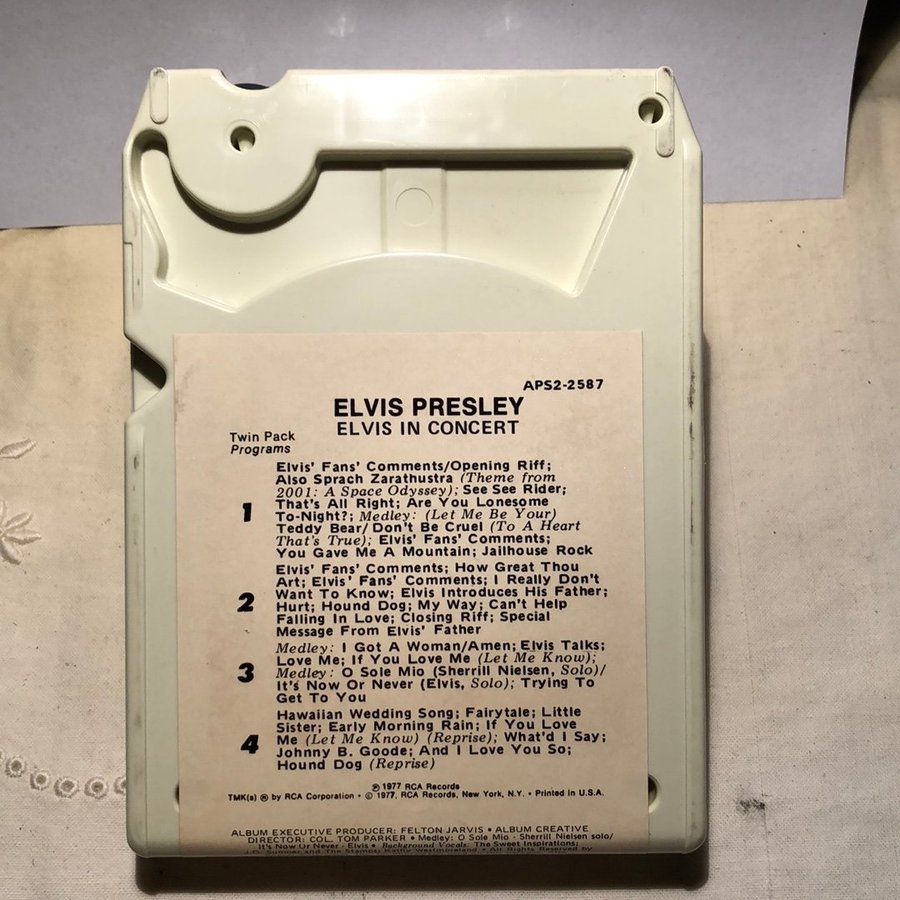 APS2-2587
ELVIS PRESLEY
ELVIS IN CONCERT
Twin Pack
Programs
1
Elvis' Fans' Comments/Opening Riff;
Also Sprach Zarathustra (Theme from
2001: A Space Odyssey); See See Rider;
That's All Right; Are You Lonesome
To-Night?; Medley: (Let Me Be Your)
Teddy Bear/Don't Be Cruel (To A Heart
That's True); Elvis' Fans' Comments;
You Gave Me A Mountain; Jailhouse Rock
2
Elvis' Fans' Comments; How Great Thou
Art; Elvis' Fans' Comments; I Really Don't
Want To Know; Elvis Introduces His Father;
Hurt; Hound Dog; My Way; Can't Help
Falling In Love; Closing Riff; Special
Message From Elvis' Father
3
Medley: I Got A Woman/Amen; Elvis Talks;
Love Me; If You Love Me (Let Me Know);
Medley: O Sole Mio (Sherrill Nielsen, Solo)/
It's Now Or Never (Elvis, Solo); Trying To
Get To You
4
Hawaiian Wedding Song; Fairytale; Little
Sister; Early Morning Rain; If You Love
Me (Let Me Know) (Reprise); What'd I Say;
Johnny B. Goode; And I Love You So;
Hound Dog (Reprise)
℗ 1977 RCA Records
TMK(s) ® by RCA Corporation • © 1977, RCA Records, New York, N.Y. • Printed in U.S.A.
ALBUM EXECUTIVE PRODUCER: FELTON JARVIS • ALBUM CREATIVE
DIRECTOR: COL. TOM PARKER • Medley: O Sole Mio - Sherrill Nielsen solo/
It's Now Or Never - Elvis • Background Vocals: The Sweet Inspirations;
J.D. Sumner and The Stamps; Kathy Westmoreland • All Rights Reserved by